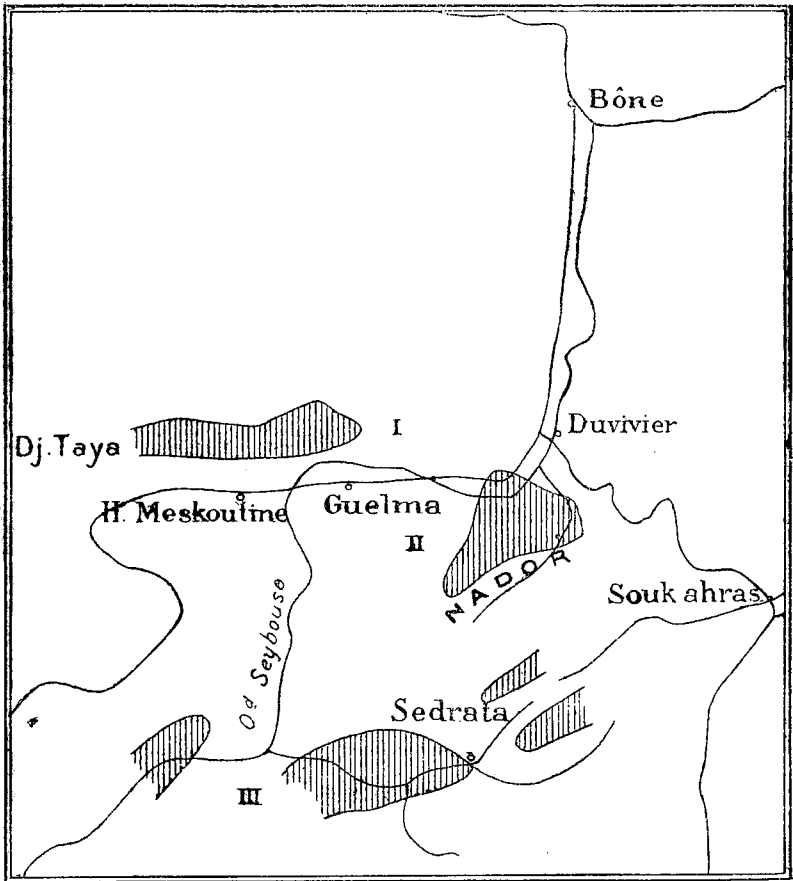 Bône
I
Duvivier
Dj. Taya
H. Meskoutine
Guelma
II
NADOR
Souk ahras
Od Seybouse
Sedrata
III